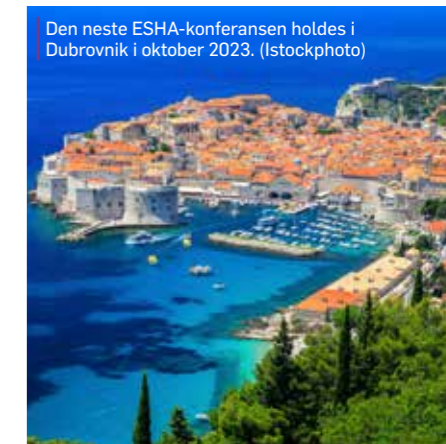 Den neste ESHA-konferansen holdes i
Dubrovnik i oktober 2023. (Istockphoto)